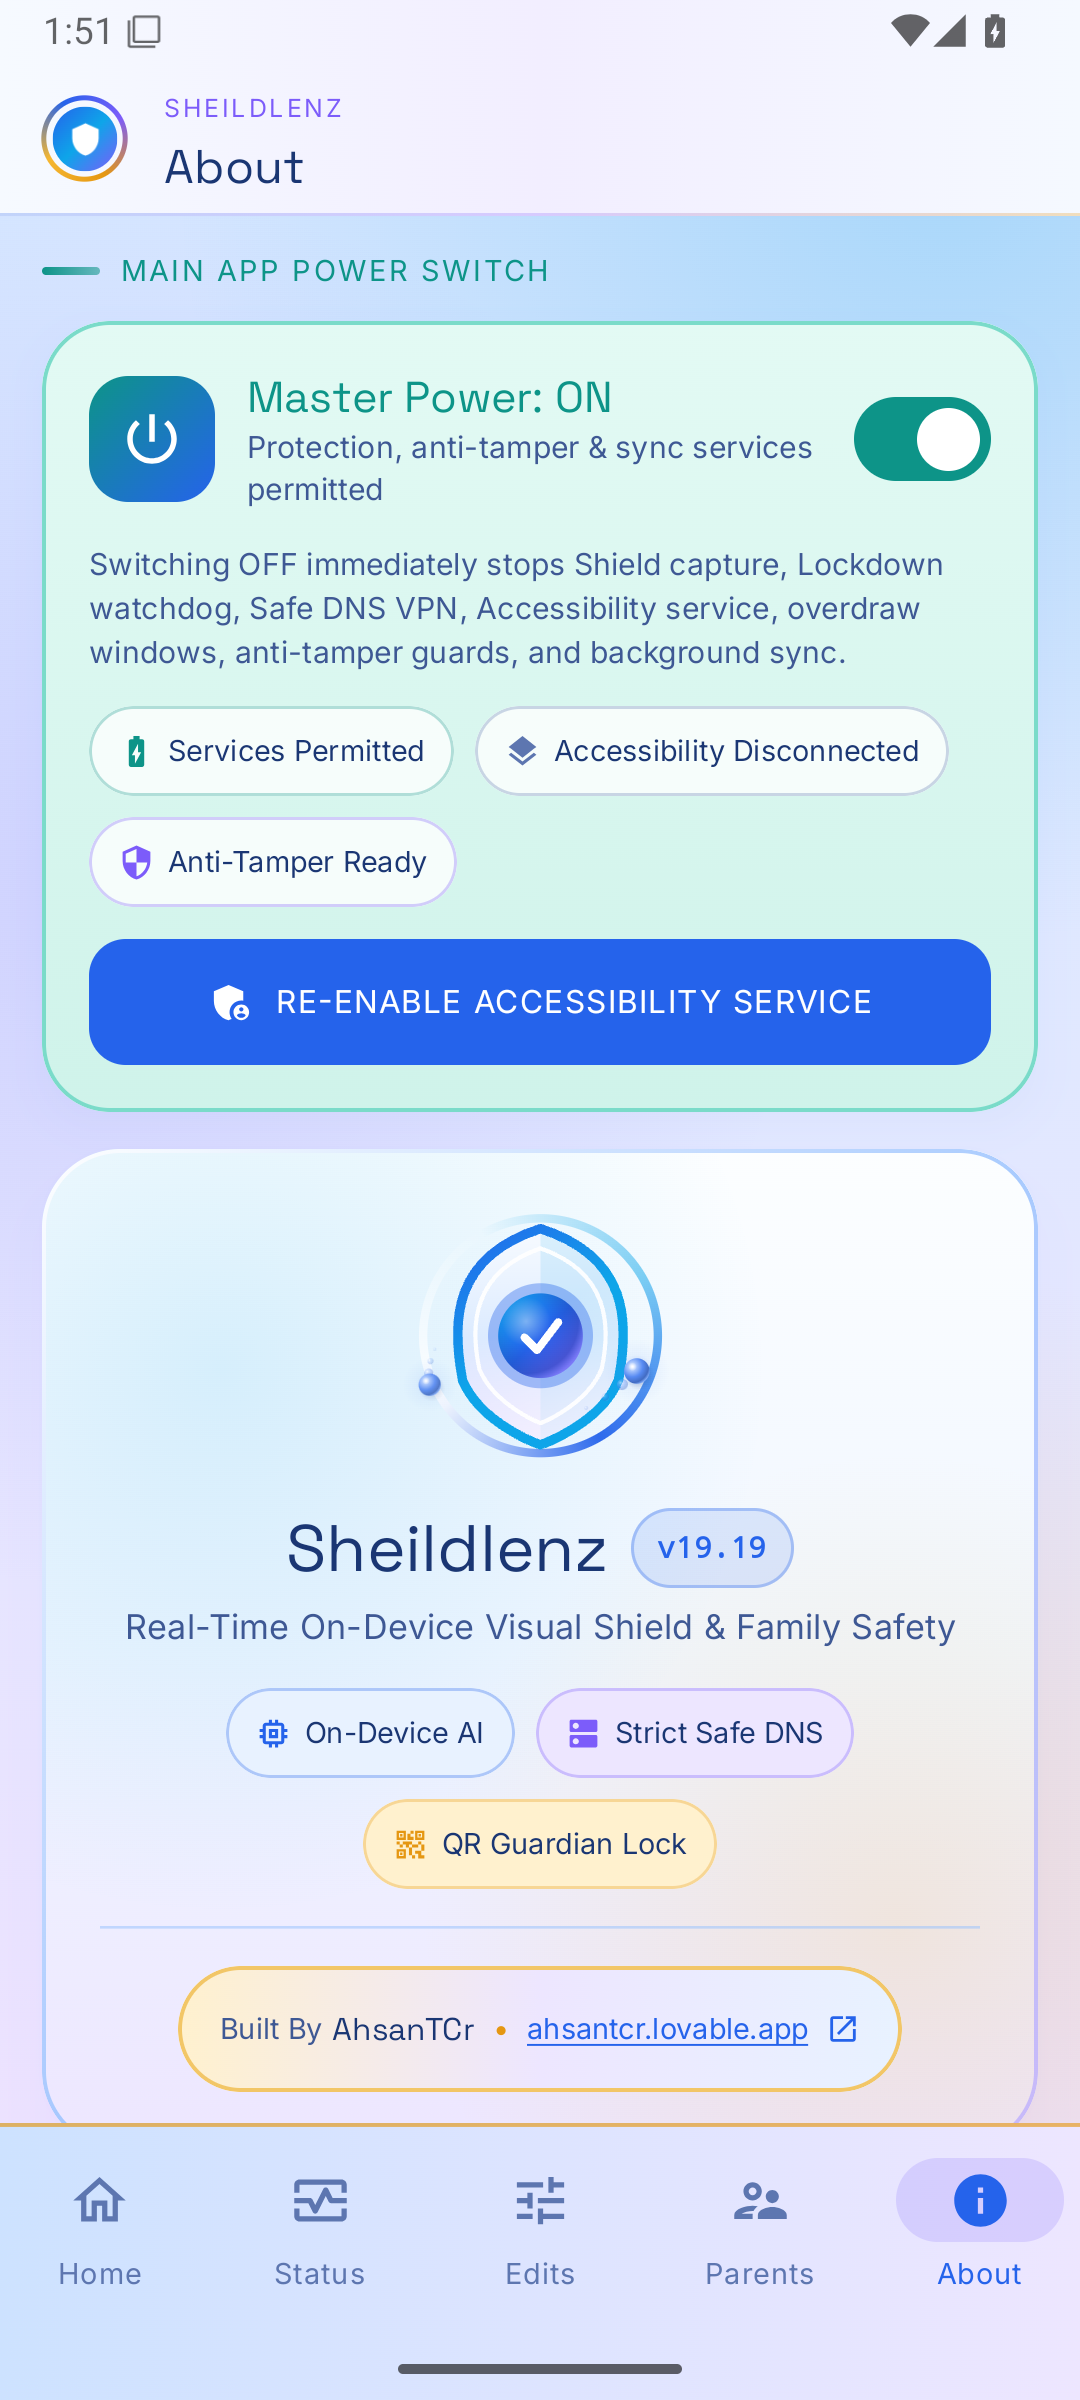 1:51
SHEILDLENZ
About
MAIN APP POWER SWITCH
Master Power: ON
Protection, anti-tamper & sync services
permitted
Switching OFF immediately stops Shield capture, Lockdown
watchdog, Safe DNS VPN, Accessibility service, overdraw
windows, anti-tamper guards, and background sync.
Services Permitted
Accessibility Disconnected
Anti-Tamper Ready
RE-ENABLE ACCESSIBILITY SERVICE
Sheildlenz v19.19
Real-Time On-Device Visual Shield & Family Safety
On-Device AI
Strict Safe DNS
QR Guardian Lock
Built By AhsanTCr • ahsantcr.lovable.app
Home
Status
Edits
Parents
About